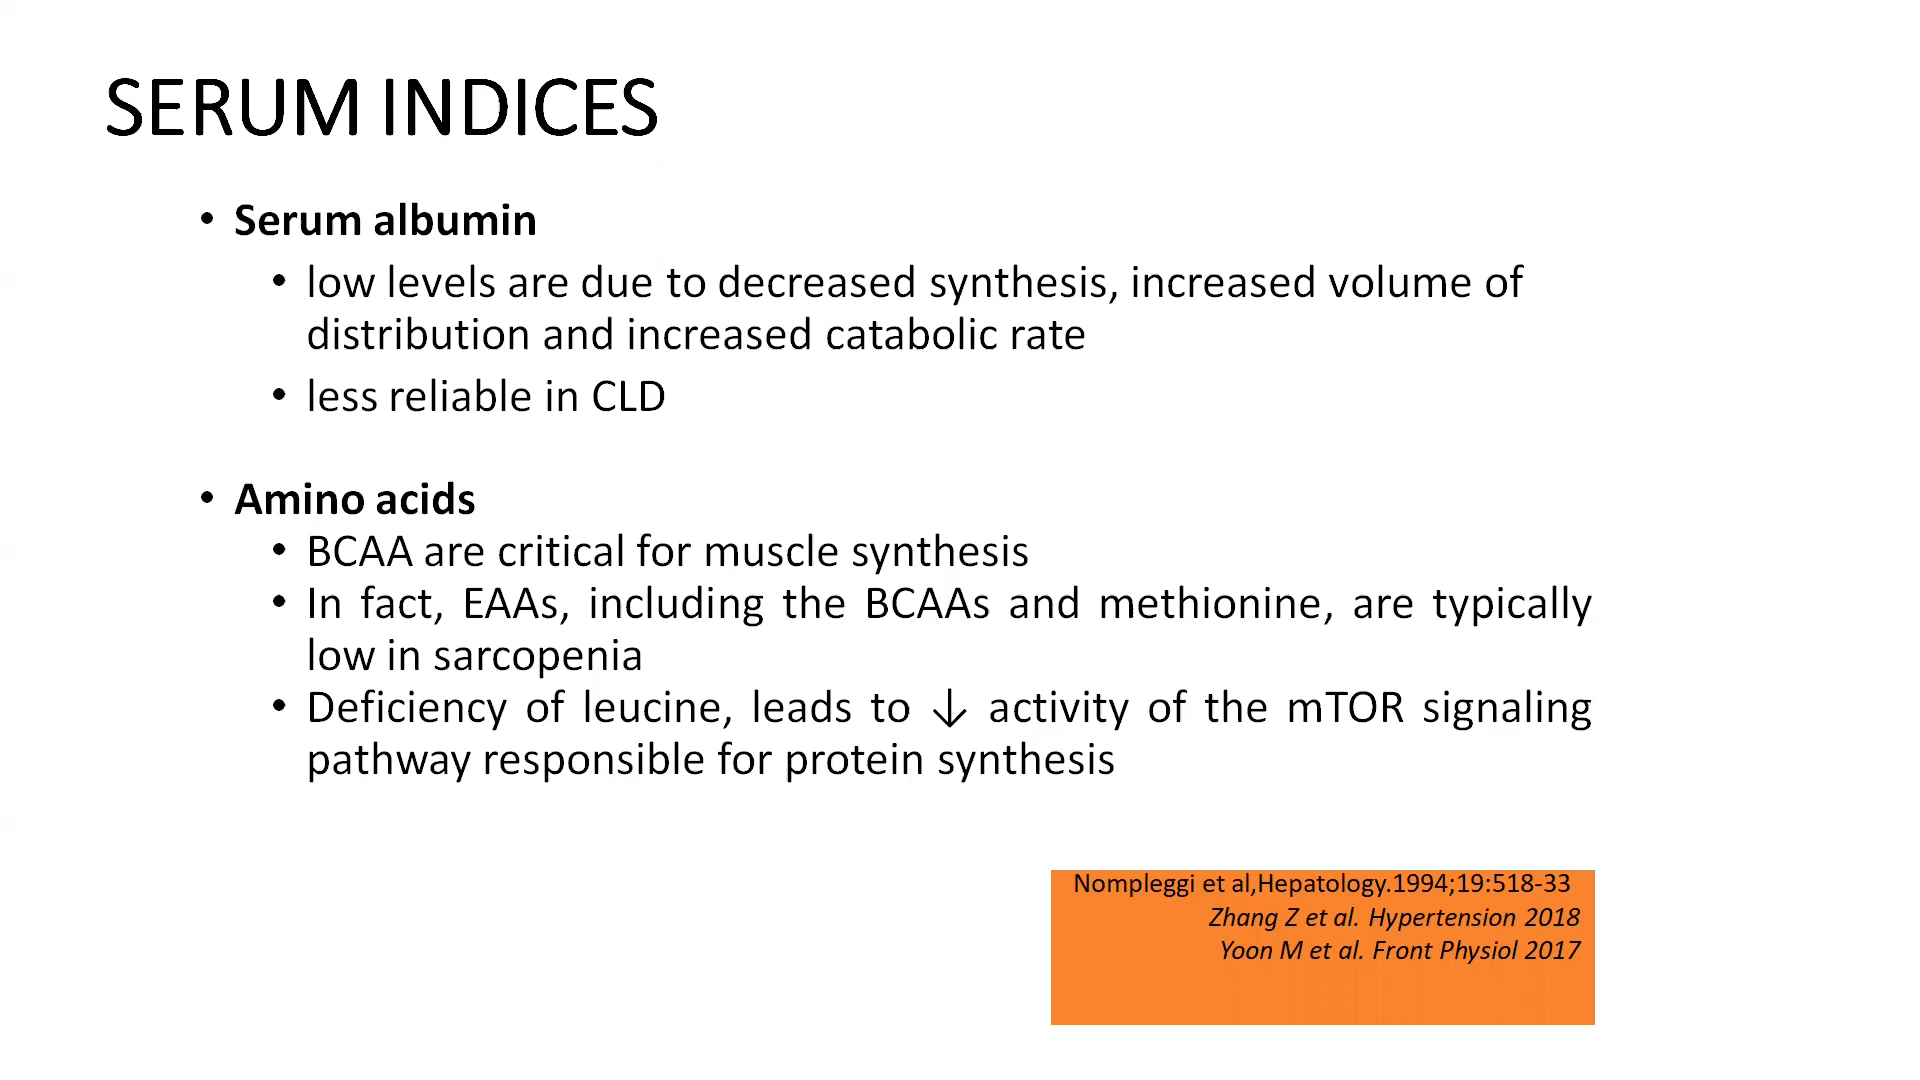 SERUM INDICES
• Serum albumin
• low levels are due to decreased synthesis, increased volume of
distribution and increased catabolic rate
• less reliable in CLD
• Amino acids
• BCAA are critical for muscle synthesis
• In fact, EAAs, including the BCAAs and methionine, are typically
low in sarcopenia
• Deficiency of leucine, leads to ↓ activity of the mTOR signaling
pathway responsible for protein synthesis
Nompleggi et al,Hepatology.1994;19:518-33
Zhang Z et al. Hypertension 2018
Yoon M et al. Front Physiol 2017